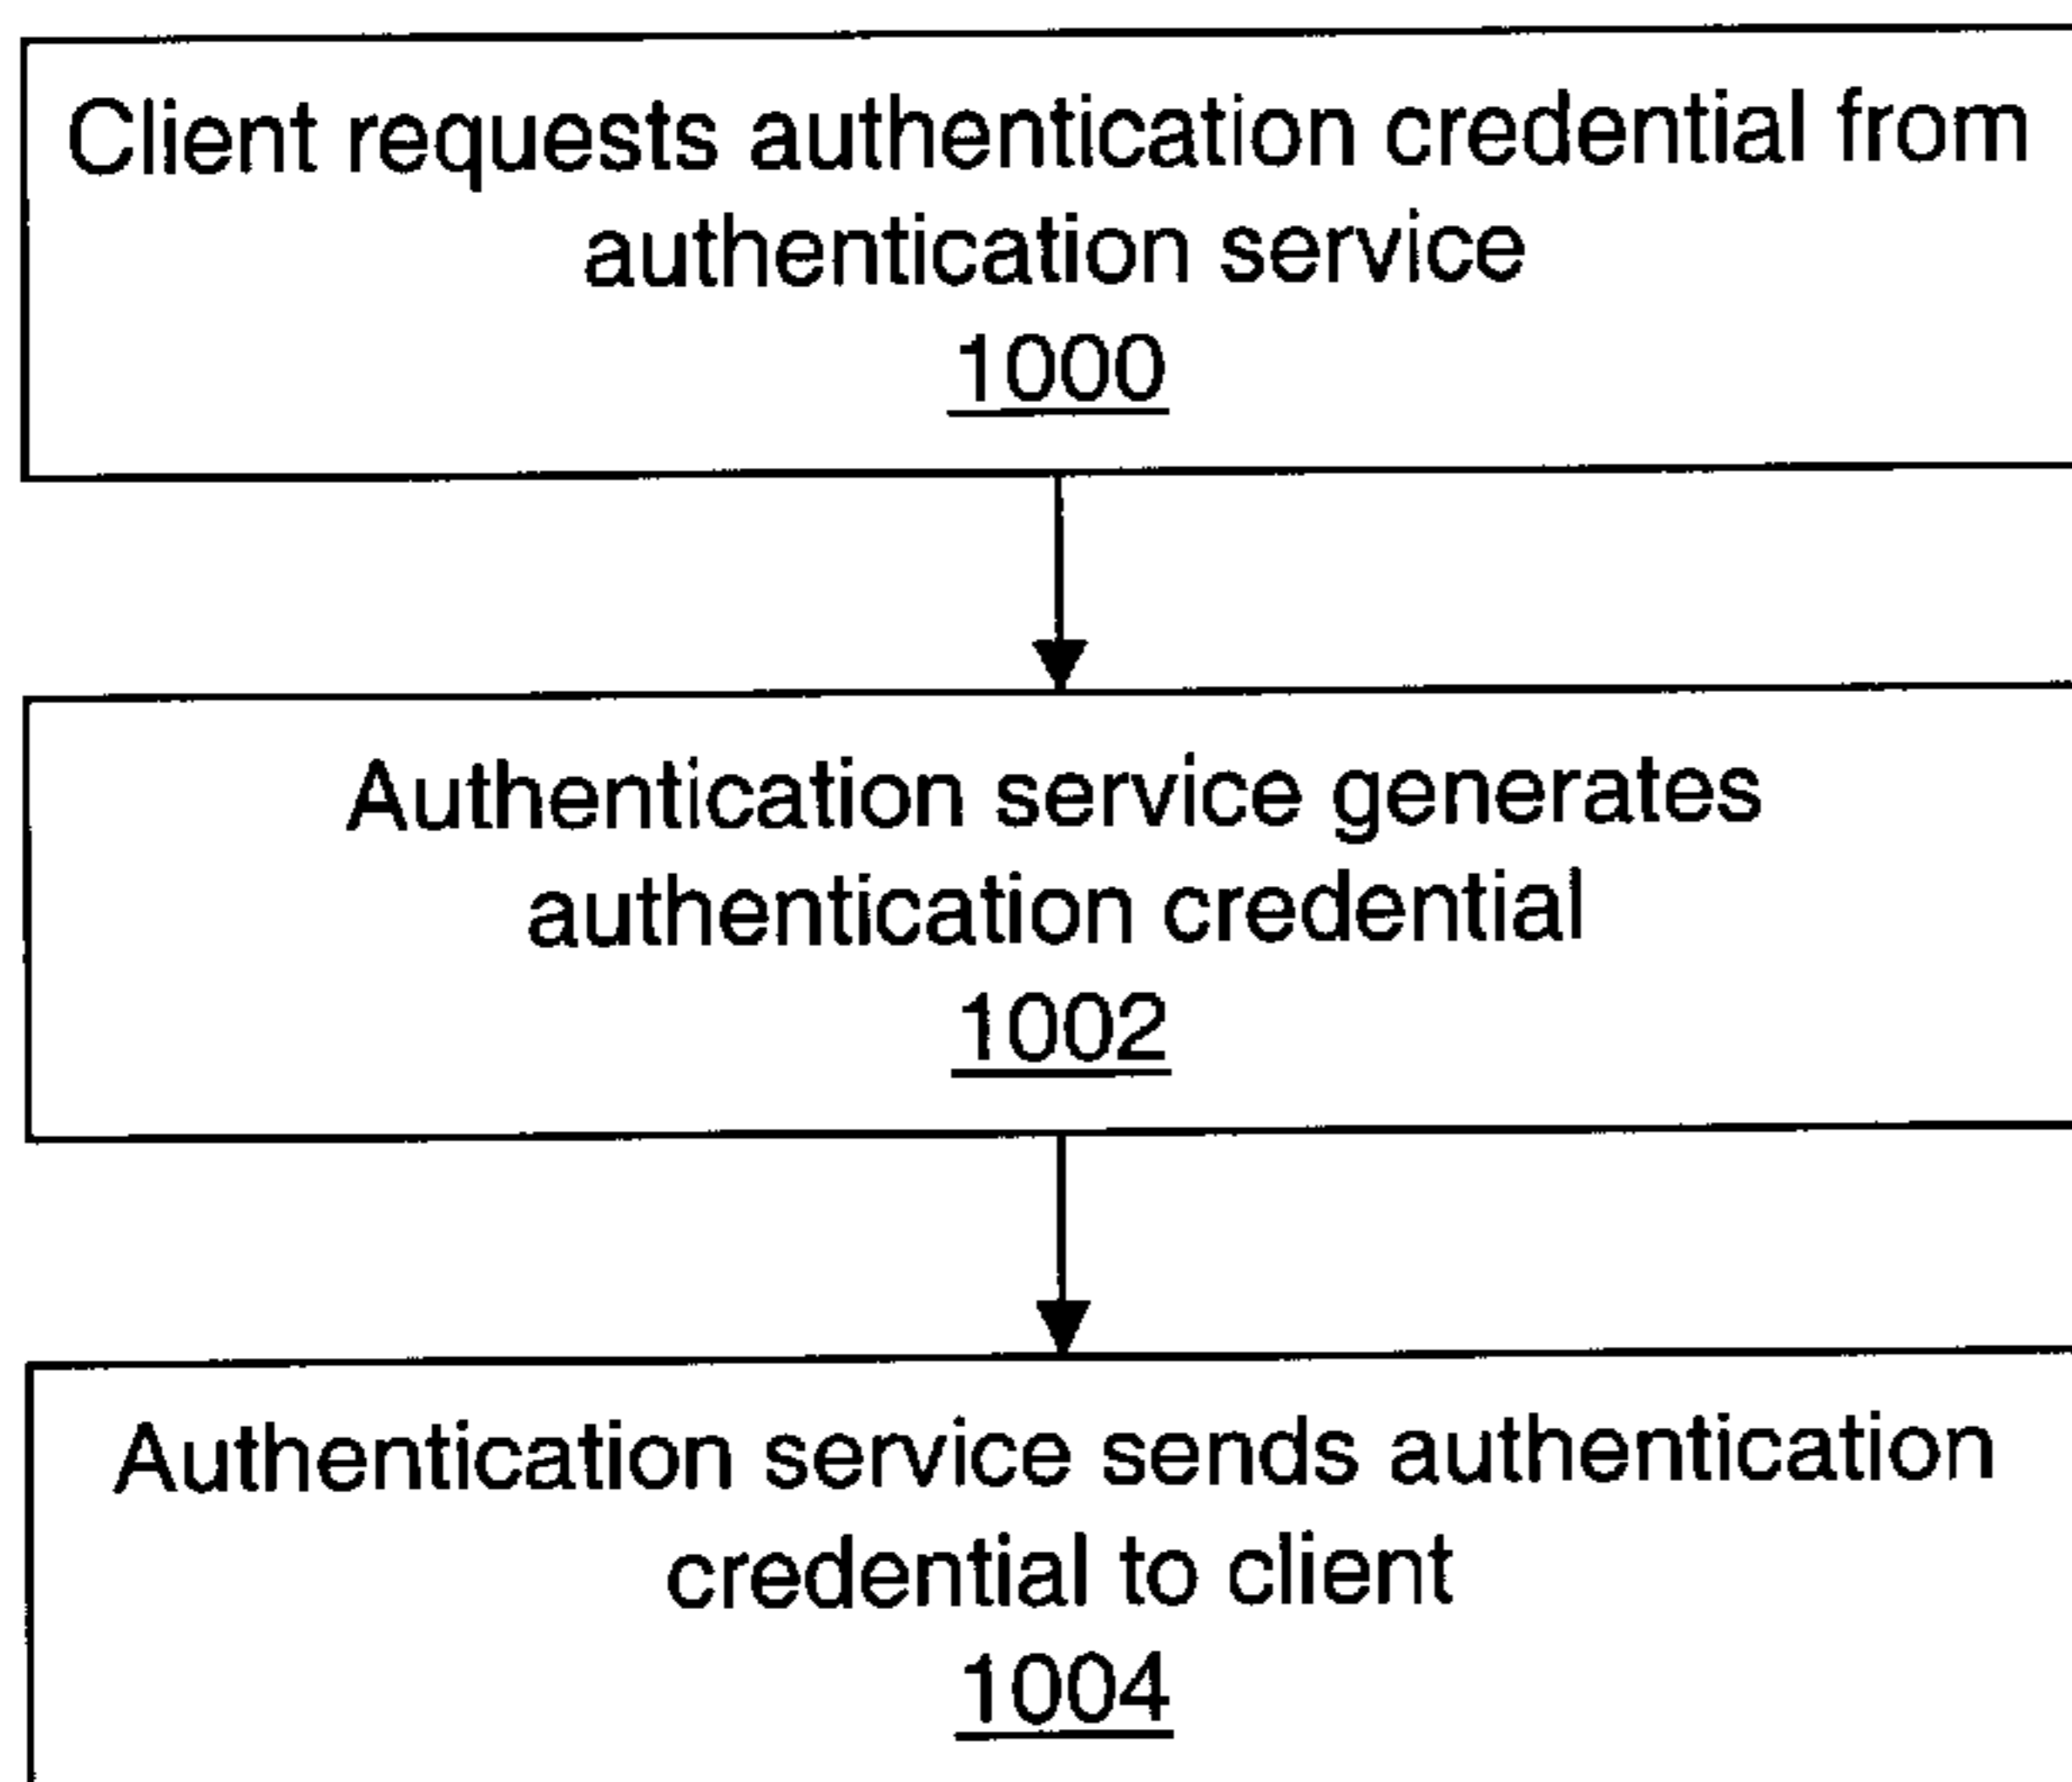 Client requests authentication credential from
authentication service
1000
Authentication service generates
authentication credential
1002
Authentication service sends authentication
credential to client
1004